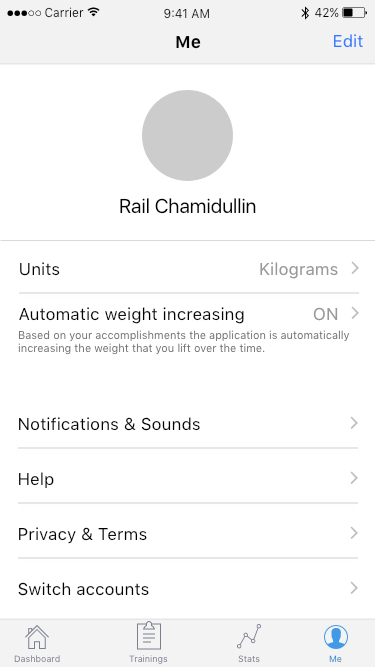 Carrier 9:41 AM 42%
Me Edit
Rail Chamidullin
Units Kilograms
Automatic weight increasing ON
Based on your accomplishments the application is automatically
increasing the weight that you lift over the time.
Notifications & Sounds
Help
Privacy & Terms
Switch accounts
Dashboard Trainings Stats Me